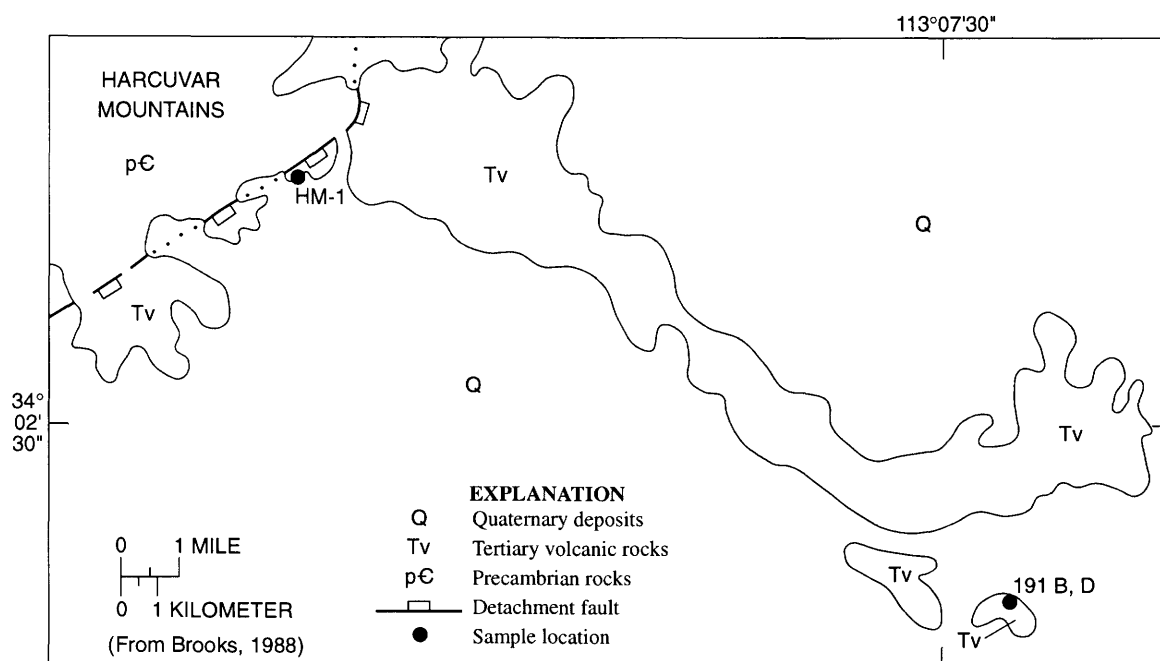 113°07'30"
HARCUVAR
MOUNTAINS
p€
Tv
HM-1
Q
Tv
Q
34°
02'
30"
Tv
EXPLANATION
Q Quaternary deposits
Tv Tertiary volcanic rocks
p€ Precambrian rocks
Detachment fault
Sample location
0 1 MILE
0 1 KILOMETER
(From Brooks, 1988)
Tv
191 B, D
Tv